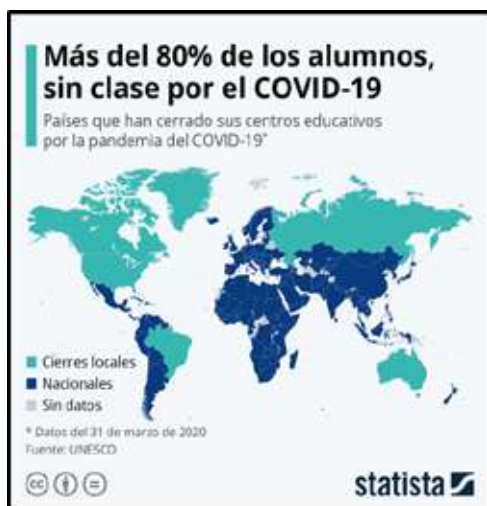 Más del 80% de los alumnos,
sin clase por el COVID-19
Países que han cerrado sus centros educativos
por la pandemia del COVID-19*
Cierres locales
Nacionales
Sin datos
* Datos del 31 de marzo de 2020
Fuente: UNESCO
cc
statista